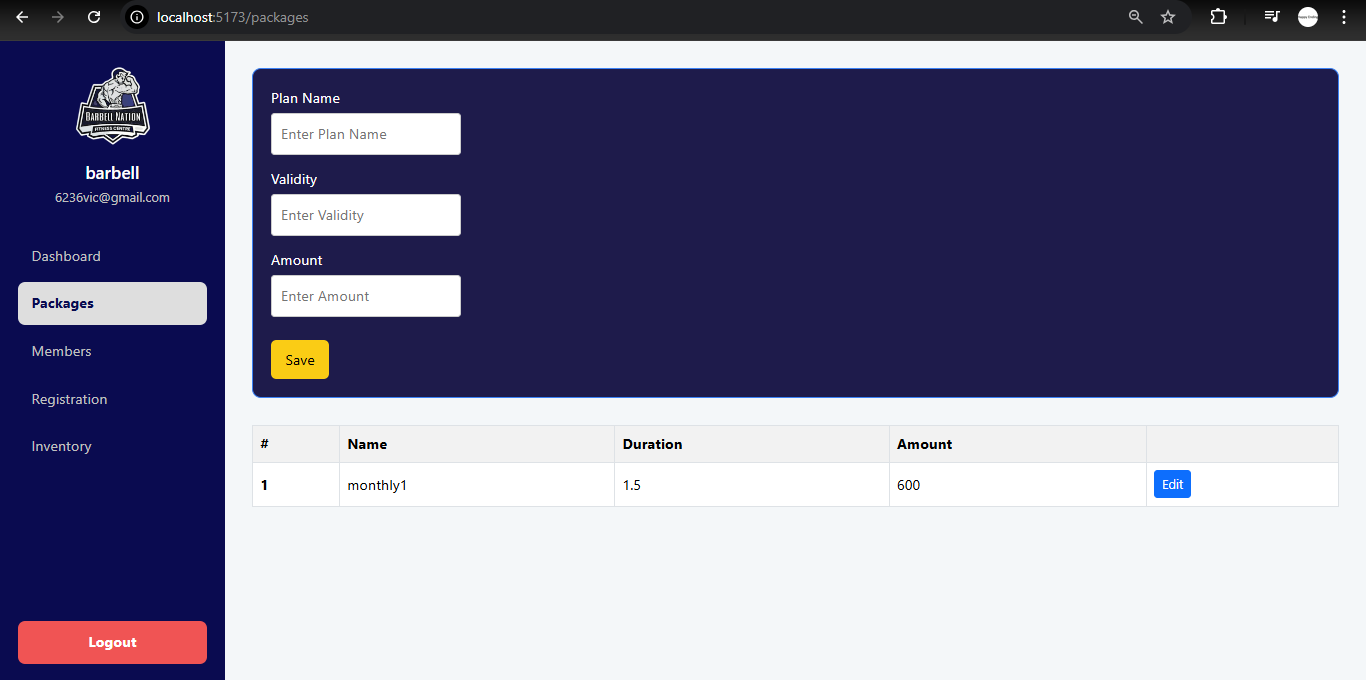 localhost:5173/packages
BARBELL NATION
FITNESS CENTRE
barbell
6236vic@gmail.com
Dashboard
Packages
Members
Registration
Inventory
Logout
Plan Name
Enter Plan Name
Validity
Enter Validity
Amount
Enter Amount
Save
# Name Duration Amount
1 monthly1 1.5 600 Edit